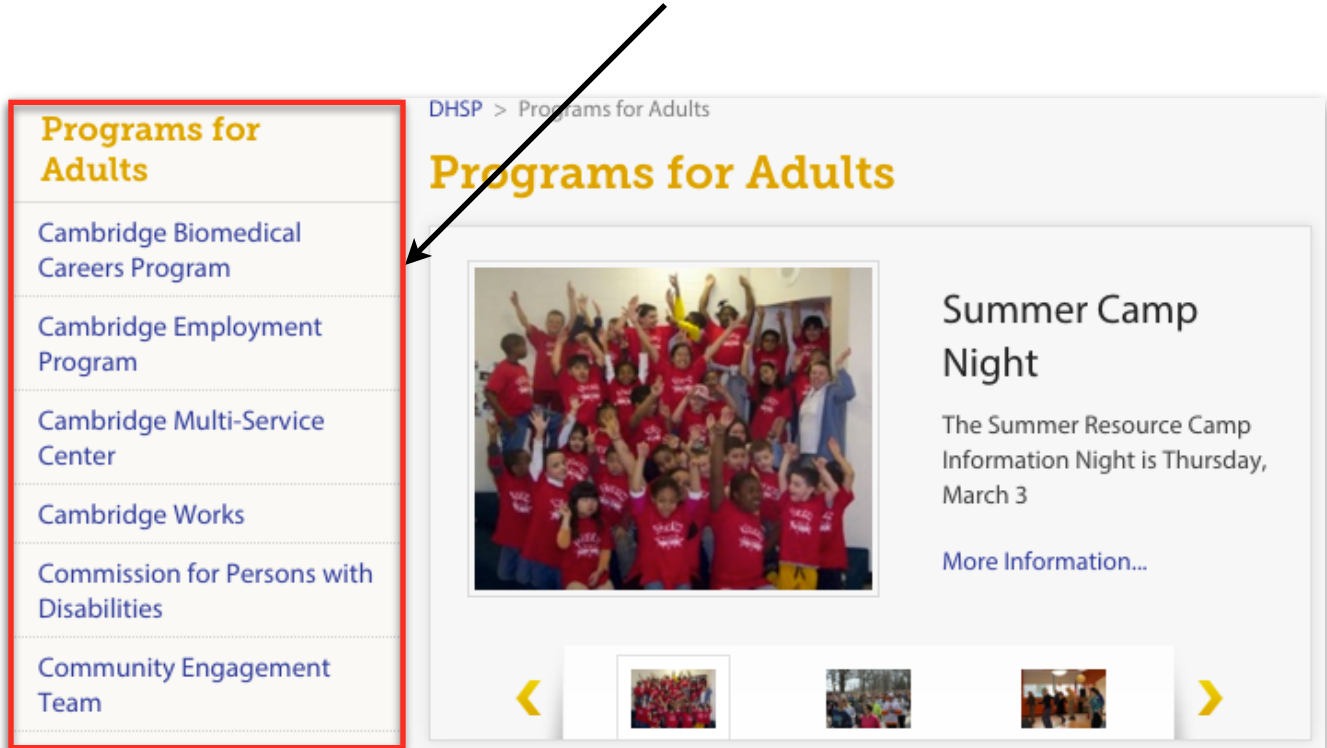 Programs for
Adults
Cambridge Biomedical
Careers Program
Cambridge Employment
Program
Cambridge Multi-Service
Center
Cambridge Works
Commission for Persons with
Disabilities
Community Engagement
Team
DHSP > Programs for Adults
Programs for Adults
Summer Camp
Night
The Summer Resource Camp
Information Night is Thursday,
March 3
More Information...